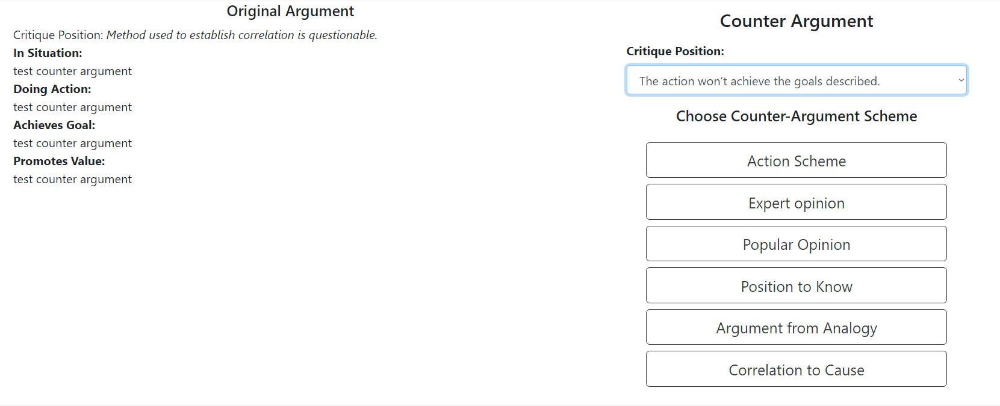 Original Argument
Critique Position: Method used to establish correlation is questionable.
In Situation:
test counter argument
Doing Action:
test counter argument
Achieves Goal:
test counter argument
Promotes Value:
test counter argument
Counter Argument
Critique Position:
The action won’t achieve the goals described.
Choose Counter-Argument Scheme
Action Scheme
Expert opinion
Popular Opinion
Position to Know
Argument from Analogy
Correlation to Cause